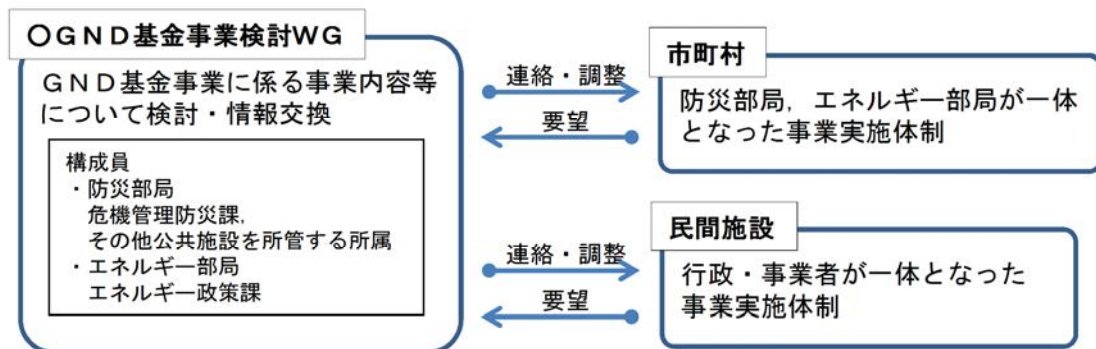 〇ＧＮＤ基金事業検討ＷＧ
ＧＮＤ基金事業に係る事業内容等
について検討・情報交換
構成員
・防災部局
危機管理防災課，
その他公共施設を所管する所属
・エネルギー部局
エネルギー政策課
連絡・調整
要望
市町村
防災部局，エネルギー部局が一体
となった事業実施体制
連絡・調整
要望
民間施設
行政・事業者が一体となった
事業実施体制